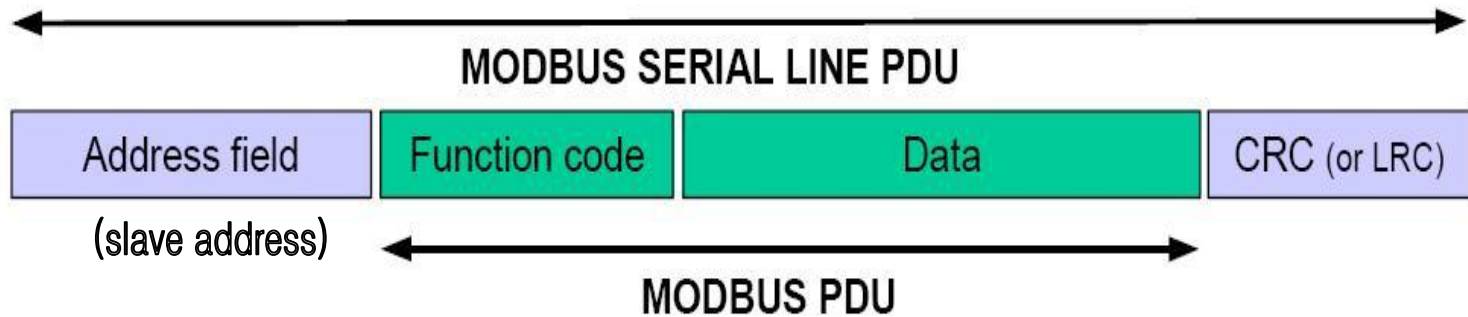 MODBUS SERIAL LINE PDU
Address field Function code Data CRC (or LRC)
(slave address)
MODBUS PDU